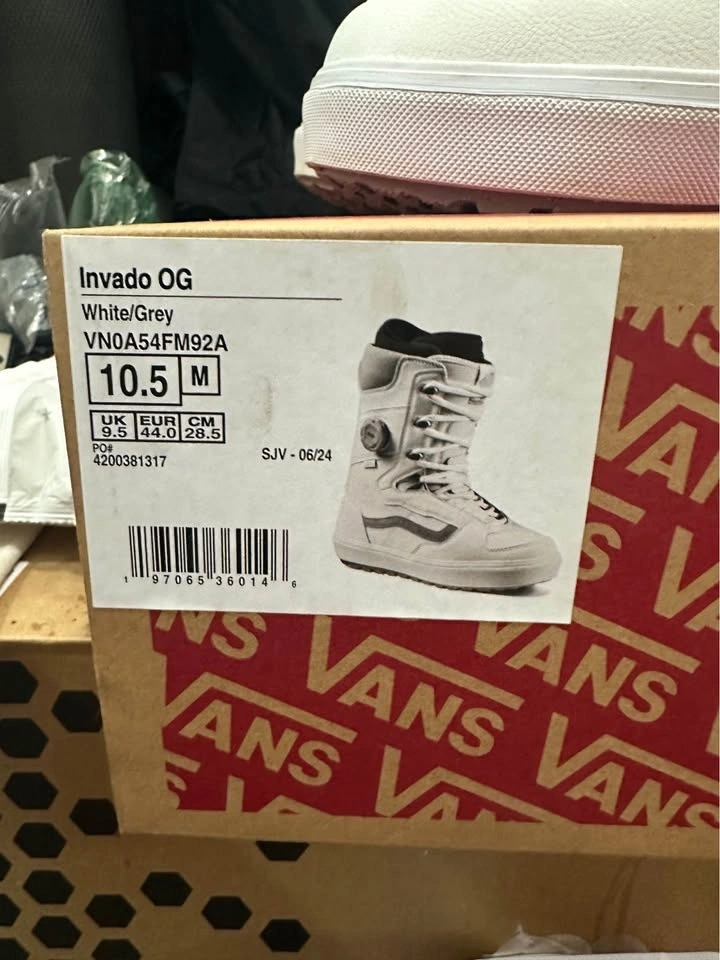 Invado OG
White/Grey
VN0A54FM92A
10.5 M
UK EUR CM
9.5 44.0 28.5
PO#
4200381317
SJV - 06/24
1 97065 36014 6
VANS
VANS
VANS
VANS
VANS